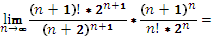 lim n→∞ (n + 1)! * 2^{n+1} / (n + 2)^{n+1} * (n + 1)^n / n! * 2^n =